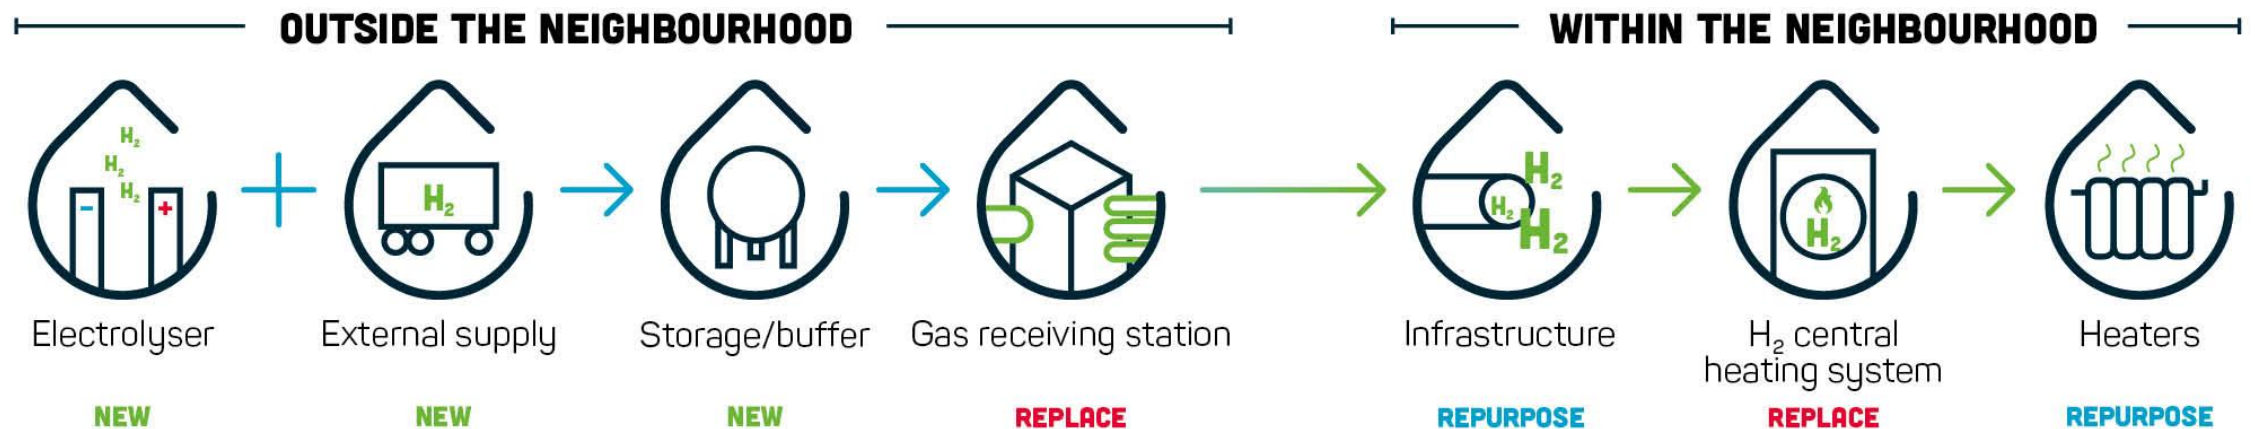 OUTSIDE THE NEIGHBOURHOOD
WITHIN THE NEIGHBOURHOOD
H₂
H₂
H₂
- +
H₂
H₂
H₂
H₂
H₂
Electrolyser
External supply
Storage/buffer
Gas receiving station
Infrastructure
H₂ central
heating system
Heaters
NEW
NEW
NEW
REPLACE
REPURPOSE
REPLACE
REPURPOSE